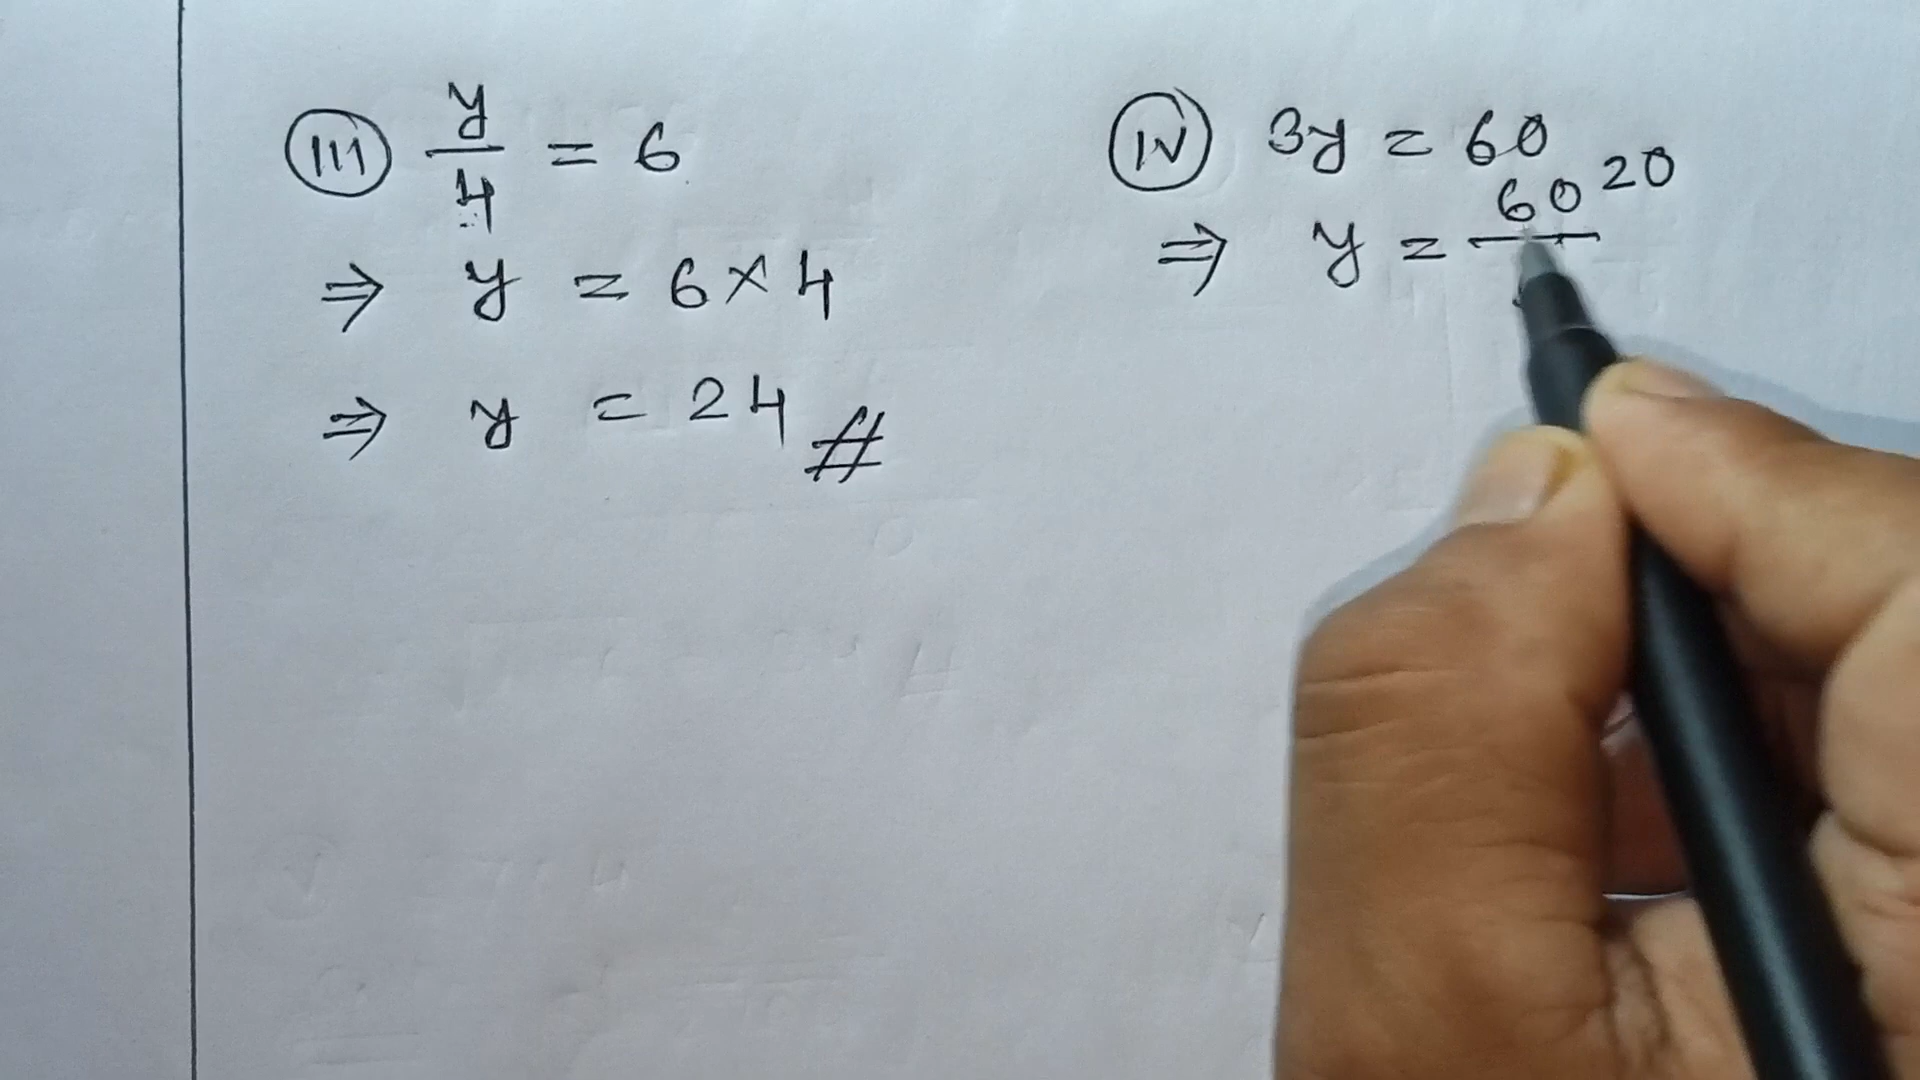 (III) y/4 = 6
⇒ y = 6 × 4
⇒ y = 24 #
(IV) 3y = 60
⇒ y = 60/ 20